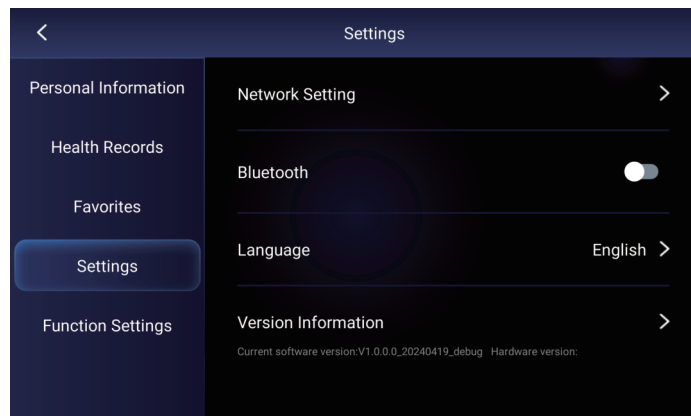 Settings
Personal Information
Health Records
Favorites
Settings
Function Settings
Network Setting
Bluetooth
Language English
Version Information
Current software version:V1.0.0.0_20240419_debug Hardware version: